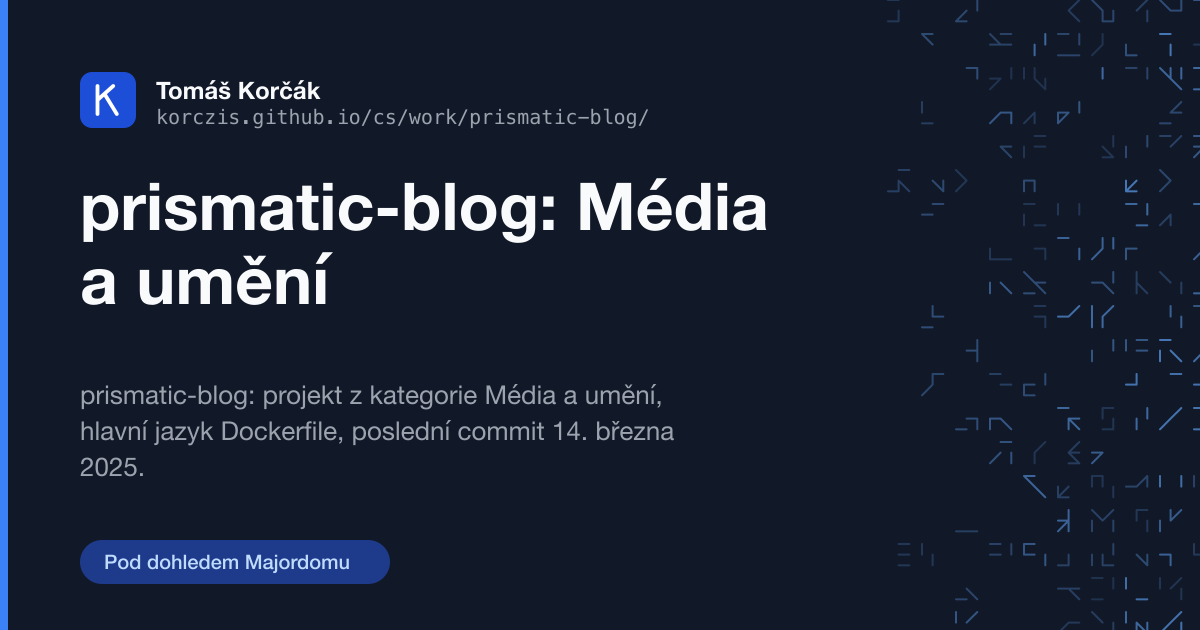 K
Tomáš Korčák
korczis.github.io/cs/work/prismatic-blog/
prismatic-blog: Média
a umění
prismatic-blog: projekt z kategorie Média a umění,
hlavní jazyk Dockerfile, poslední commit 14. března
2025.
Pod dohledem Majordomu